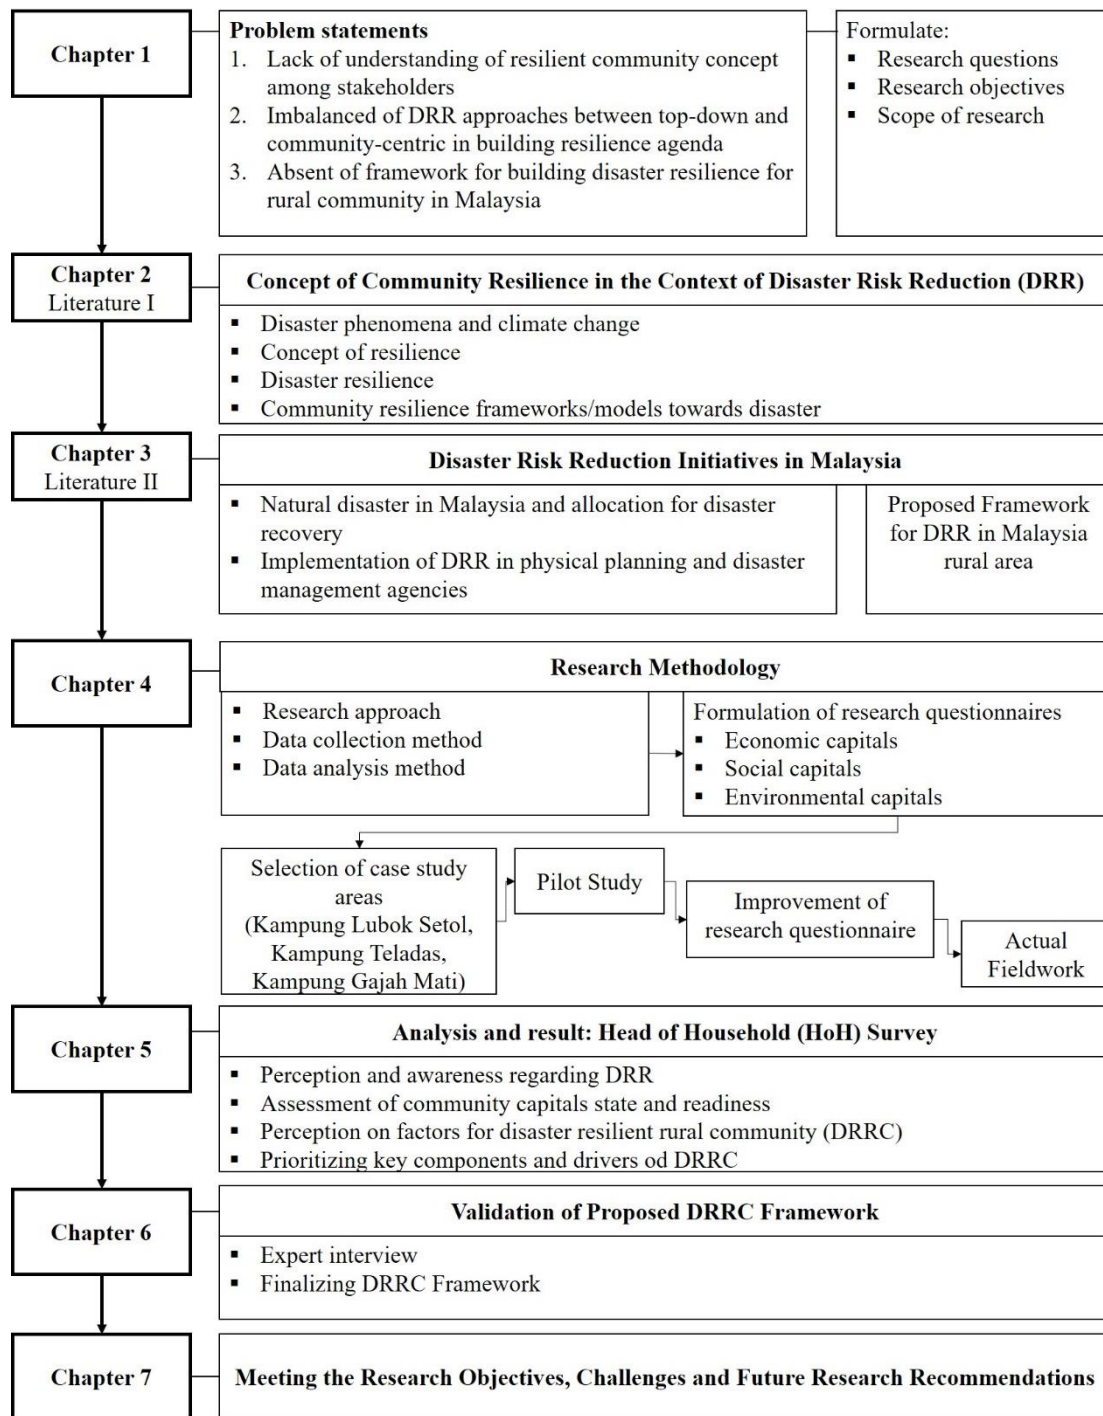 Chapter 1
Problem statements
1. Lack of understanding of resilient community concept
among stakeholders
2. Imbalanced of DRR approaches between top-down and
community-centric in building resilience agenda
3. Absent of framework for building disaster resilience for
rural community in Malaysia
Formulate:
▪ Research questions
▪ Research objectives
▪ Scope of research
Chapter 2
Literature I
Concept of Community Resilience in the Context of Disaster Risk Reduction (DRR)
▪ Disaster phenomena and climate change
▪ Concept of resilience
▪ Disaster resilience
▪ Community resilience frameworks/models towards disaster
Chapter 3
Literature II
Disaster Risk Reduction Initiatives in Malaysia
▪ Natural disaster in Malaysia and allocation for disaster
recovery
▪ Implementation of DRR in physical planning and disaster
management agencies
Proposed Framework
for DRR in Malaysia
rural area
Chapter 4
Research Methodology
▪ Research approach
▪ Data collection method
▪ Data analysis method
Formulation of research questionnaires
▪ Economic capitals
▪ Social capitals
▪ Environmental capitals
Selection of case study
areas
(Kampung Lubok Setol,
Kampung Teladas,
Kampung Gajah Mati)
Pilot Study
Improvement of
research questionnaire
Actual
Fieldwork
Chapter 5
Analysis and result: Head of Household (HoH) Survey
▪ Perception and awareness regarding DRR
▪ Assessment of community capitals state and readiness
▪ Perception on factors for disaster resilient rural community (DRRC)
▪ Prioritizing key components and drivers od DRRC
Chapter 6
Validation of Proposed DRRC Framework
▪ Expert interview
▪ Finalizing DRRC Framework
Chapter 7
Meeting the Research Objectives, Challenges and Future Research Recommendations